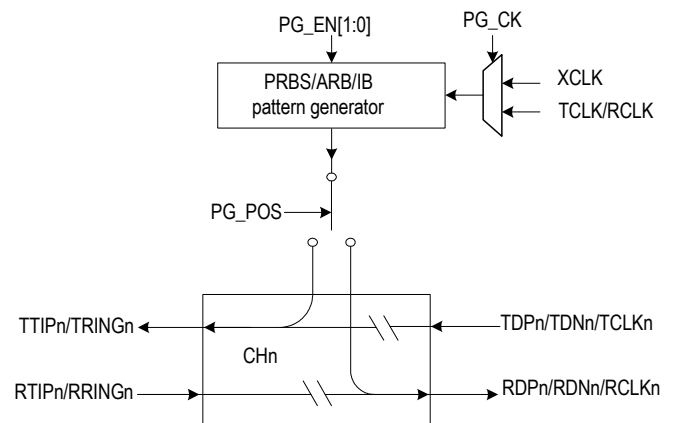 PG_EN[1:0]
PG_CK
PRBS/ARB/IB
pattern generator
XCLK
TCLK/RCLK
PG_POS
TTIPn/TRINGn
TDPn/TDNn/TCLKn
CHn
RTIPn/RRINGn
RDPn/RDNn/RCLKn